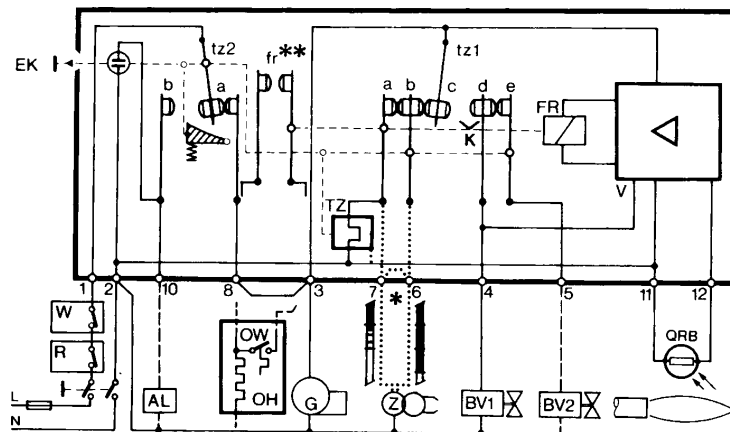 tz2
fr**
tz1
EK
b
a
a
b
c
d
e
FR
K
TZ
V
1
2
10
8
3
7
*
6
4
5
11
12
W
R
OW
OH
QRB
L
N
AL
G
Z
BV1
BV2